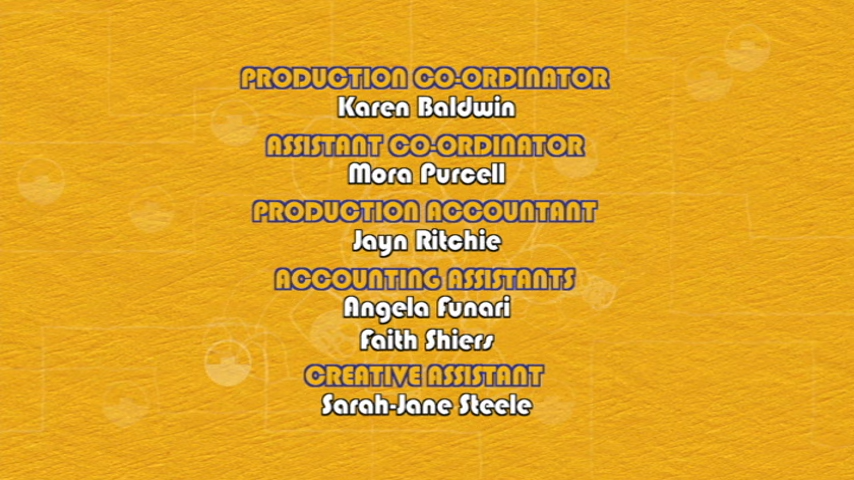 PRODUCTION CO-ORDINATOR
Karen Baldwin
ASSISTANT CO-ORDINATOR
Mora Purcell
PRODUCTION ACCOUNTANT
Jayn Ritchie
ACCOUNTING ASSISTANTS
Angela Funari
Faith Shiers
CREATIVE ASSISTANT
Sarah-Jane Steele